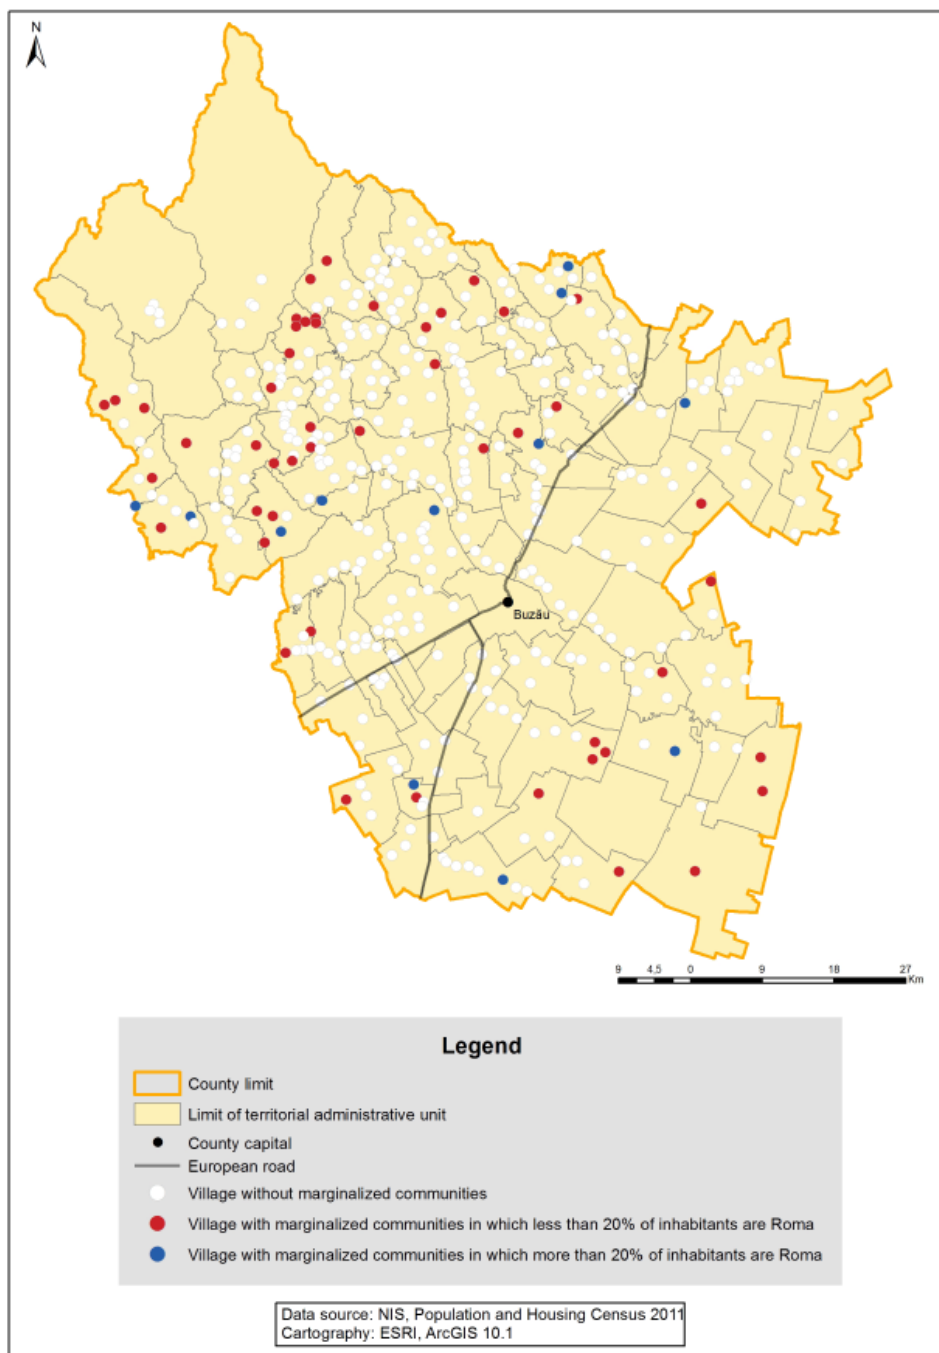 N
Buzău
9 4,5 0 9 18 27
Km
Legend
County limit
Limit of territorial administrative unit
County capital
European road
Village without marginalized communities
Village with marginalized communities in which less than 20% of inhabitants are Roma
Village with marginalized communities in which more than 20% of inhabitants are Roma
Data source: NIS, Population and Housing Census 2011
Cartography: ESRI, ArcGIS 10.1